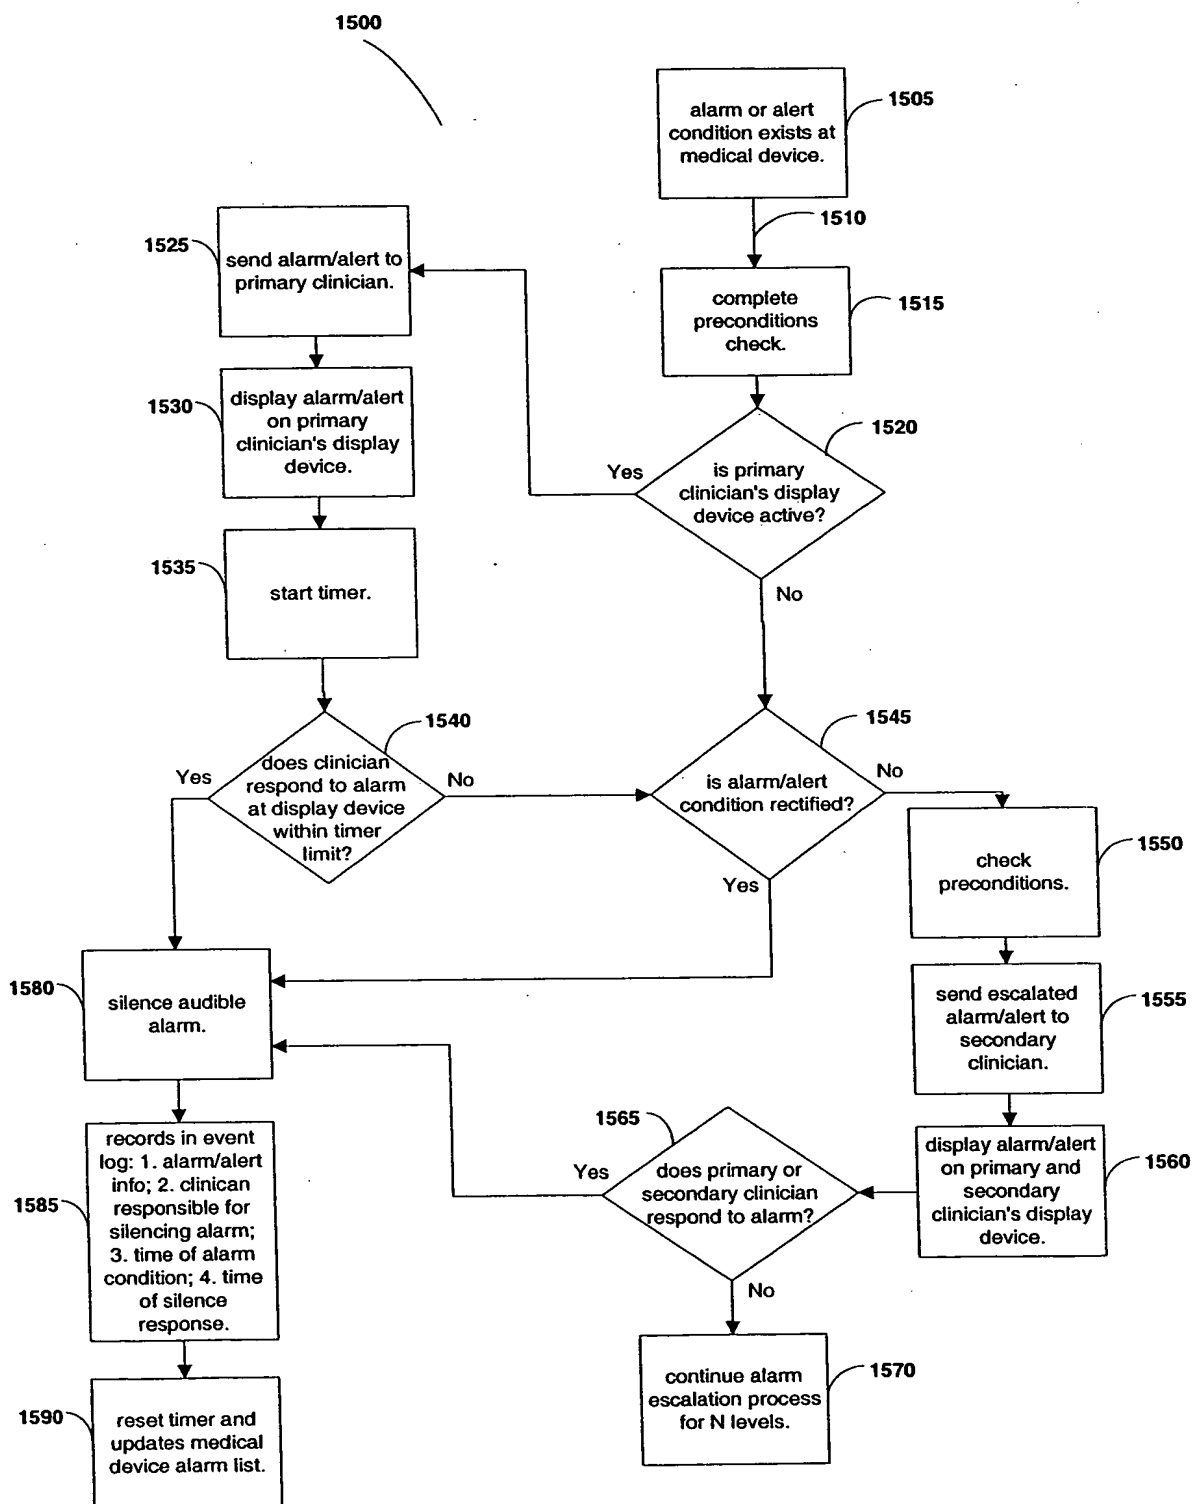 1500
alarm or alert
condition exists at
medical device.
1505
1510
send alarm/alert to
primary clinician.
1525
complete
preconditions
check.
1515
display alarm/alert
on primary
clinician's display
device.
1530
is primary
clinician's display
device active?
1520
Yes
No
start timer.
1535
does clinician
respond to alarm
at display device
within timer
limit?
1540
Yes
No
is alarm/alert
condition rectified?
1545
No
Yes
check
preconditions.
1550
silence audible
alarm.
1580
send escalated
alarm/alert to
secondary
clinician.
1555
display alarm/alert
on primary and
secondary
clinician's display
device.
1560
does primary or
secondary clinician
respond to alarm?
1565
Yes
No
records in event
log: 1. alarm/alert
info; 2. clinican
responsible for
silencing alarm;
3. time of alarm
condition; 4. time
of silence
response.
1585
continue alarm
escalation process
for N levels.
1570
reset timer and
updates medical
device alarm list.
1590